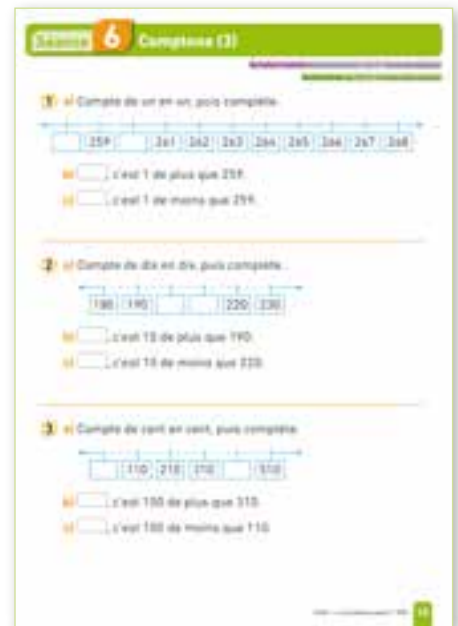 Séance 6 Comptons (3)
1 a) Compte de un en un, puis complète.
259 261 262 263 264 265 266 267 268
b) , c'est 1 de plus que 259.
c) , c'est 1 de moins que 259.
2 a) Compte de dix en dix, puis complète.
180 190 220 230
b) , c'est 10 de plus que 190.
c) , c'est 10 de moins que 220.
3 a) Compte de cent en cent, puis complète.
110 210 310 510
b) , c'est 100 de plus que 310.
c) , c'est 100 de moins que 110.